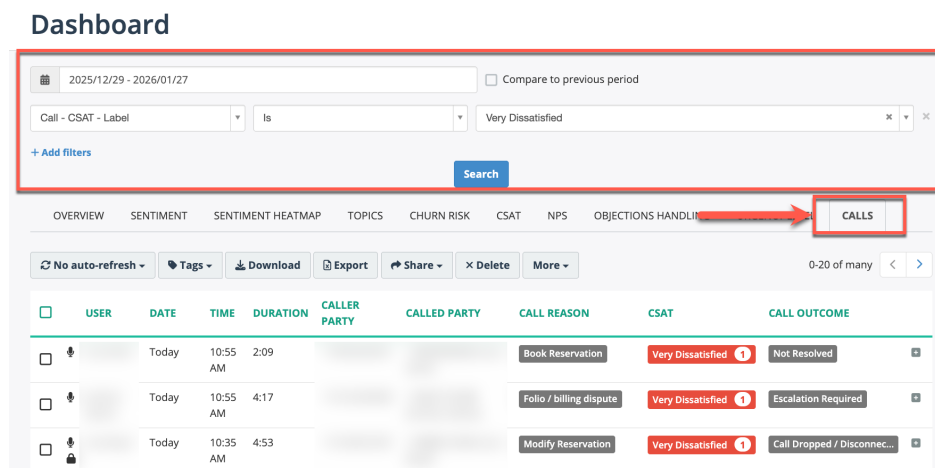 Dashboard
2025/12/29 - 2026/01/27 Compare to previous period
Call - CSAT - Label Is Very Dissatisfied
+ Add filters
Search
OVERVIEW SENTIMENT SENTIMENT HEATMAP TOPICS CHURN RISK CSAT NPS OBJECTIONS CALLS
No auto-refresh Tags Download Export Share Delete More 0-20 of many
USER DATE TIME DURATION CALLER PARTY CALLED PARTY CALL REASON CSAT CALL OUTCOME
Today 10:55 AM 2:09 Book Reservation Very Dissatisfied 1 Not Resolved
Today 10:55 AM 4:17 Folio / billing dispute Very Dissatisfied 1 Escalation Required
Today 10:35 AM 4:53 Modify Reservation Very Dissatisfied 1 Call Dropped / Disconnec...